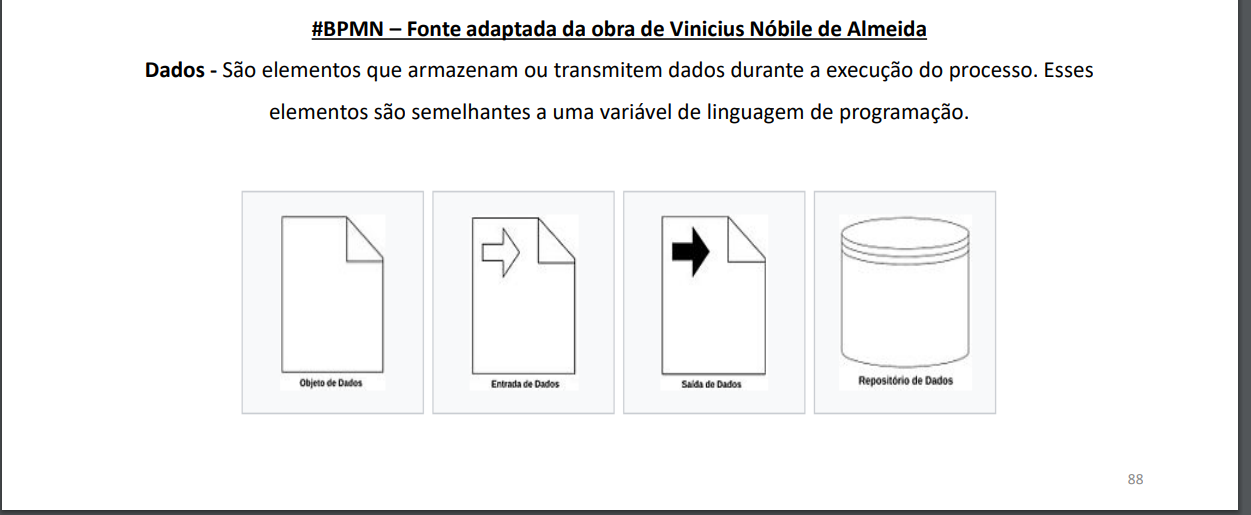 #BPMN – Fonte adaptada da obra de Vinicius Nóbile de Almeida
Dados - São elementos que armazenam ou transmitem dados durante a execução do processo. Esses
elementos são semelhantes a uma variável de linguagem de programação.
Objeto de Dados
Entrada de Dados
Saída de Dados
Repositório de Dados
88